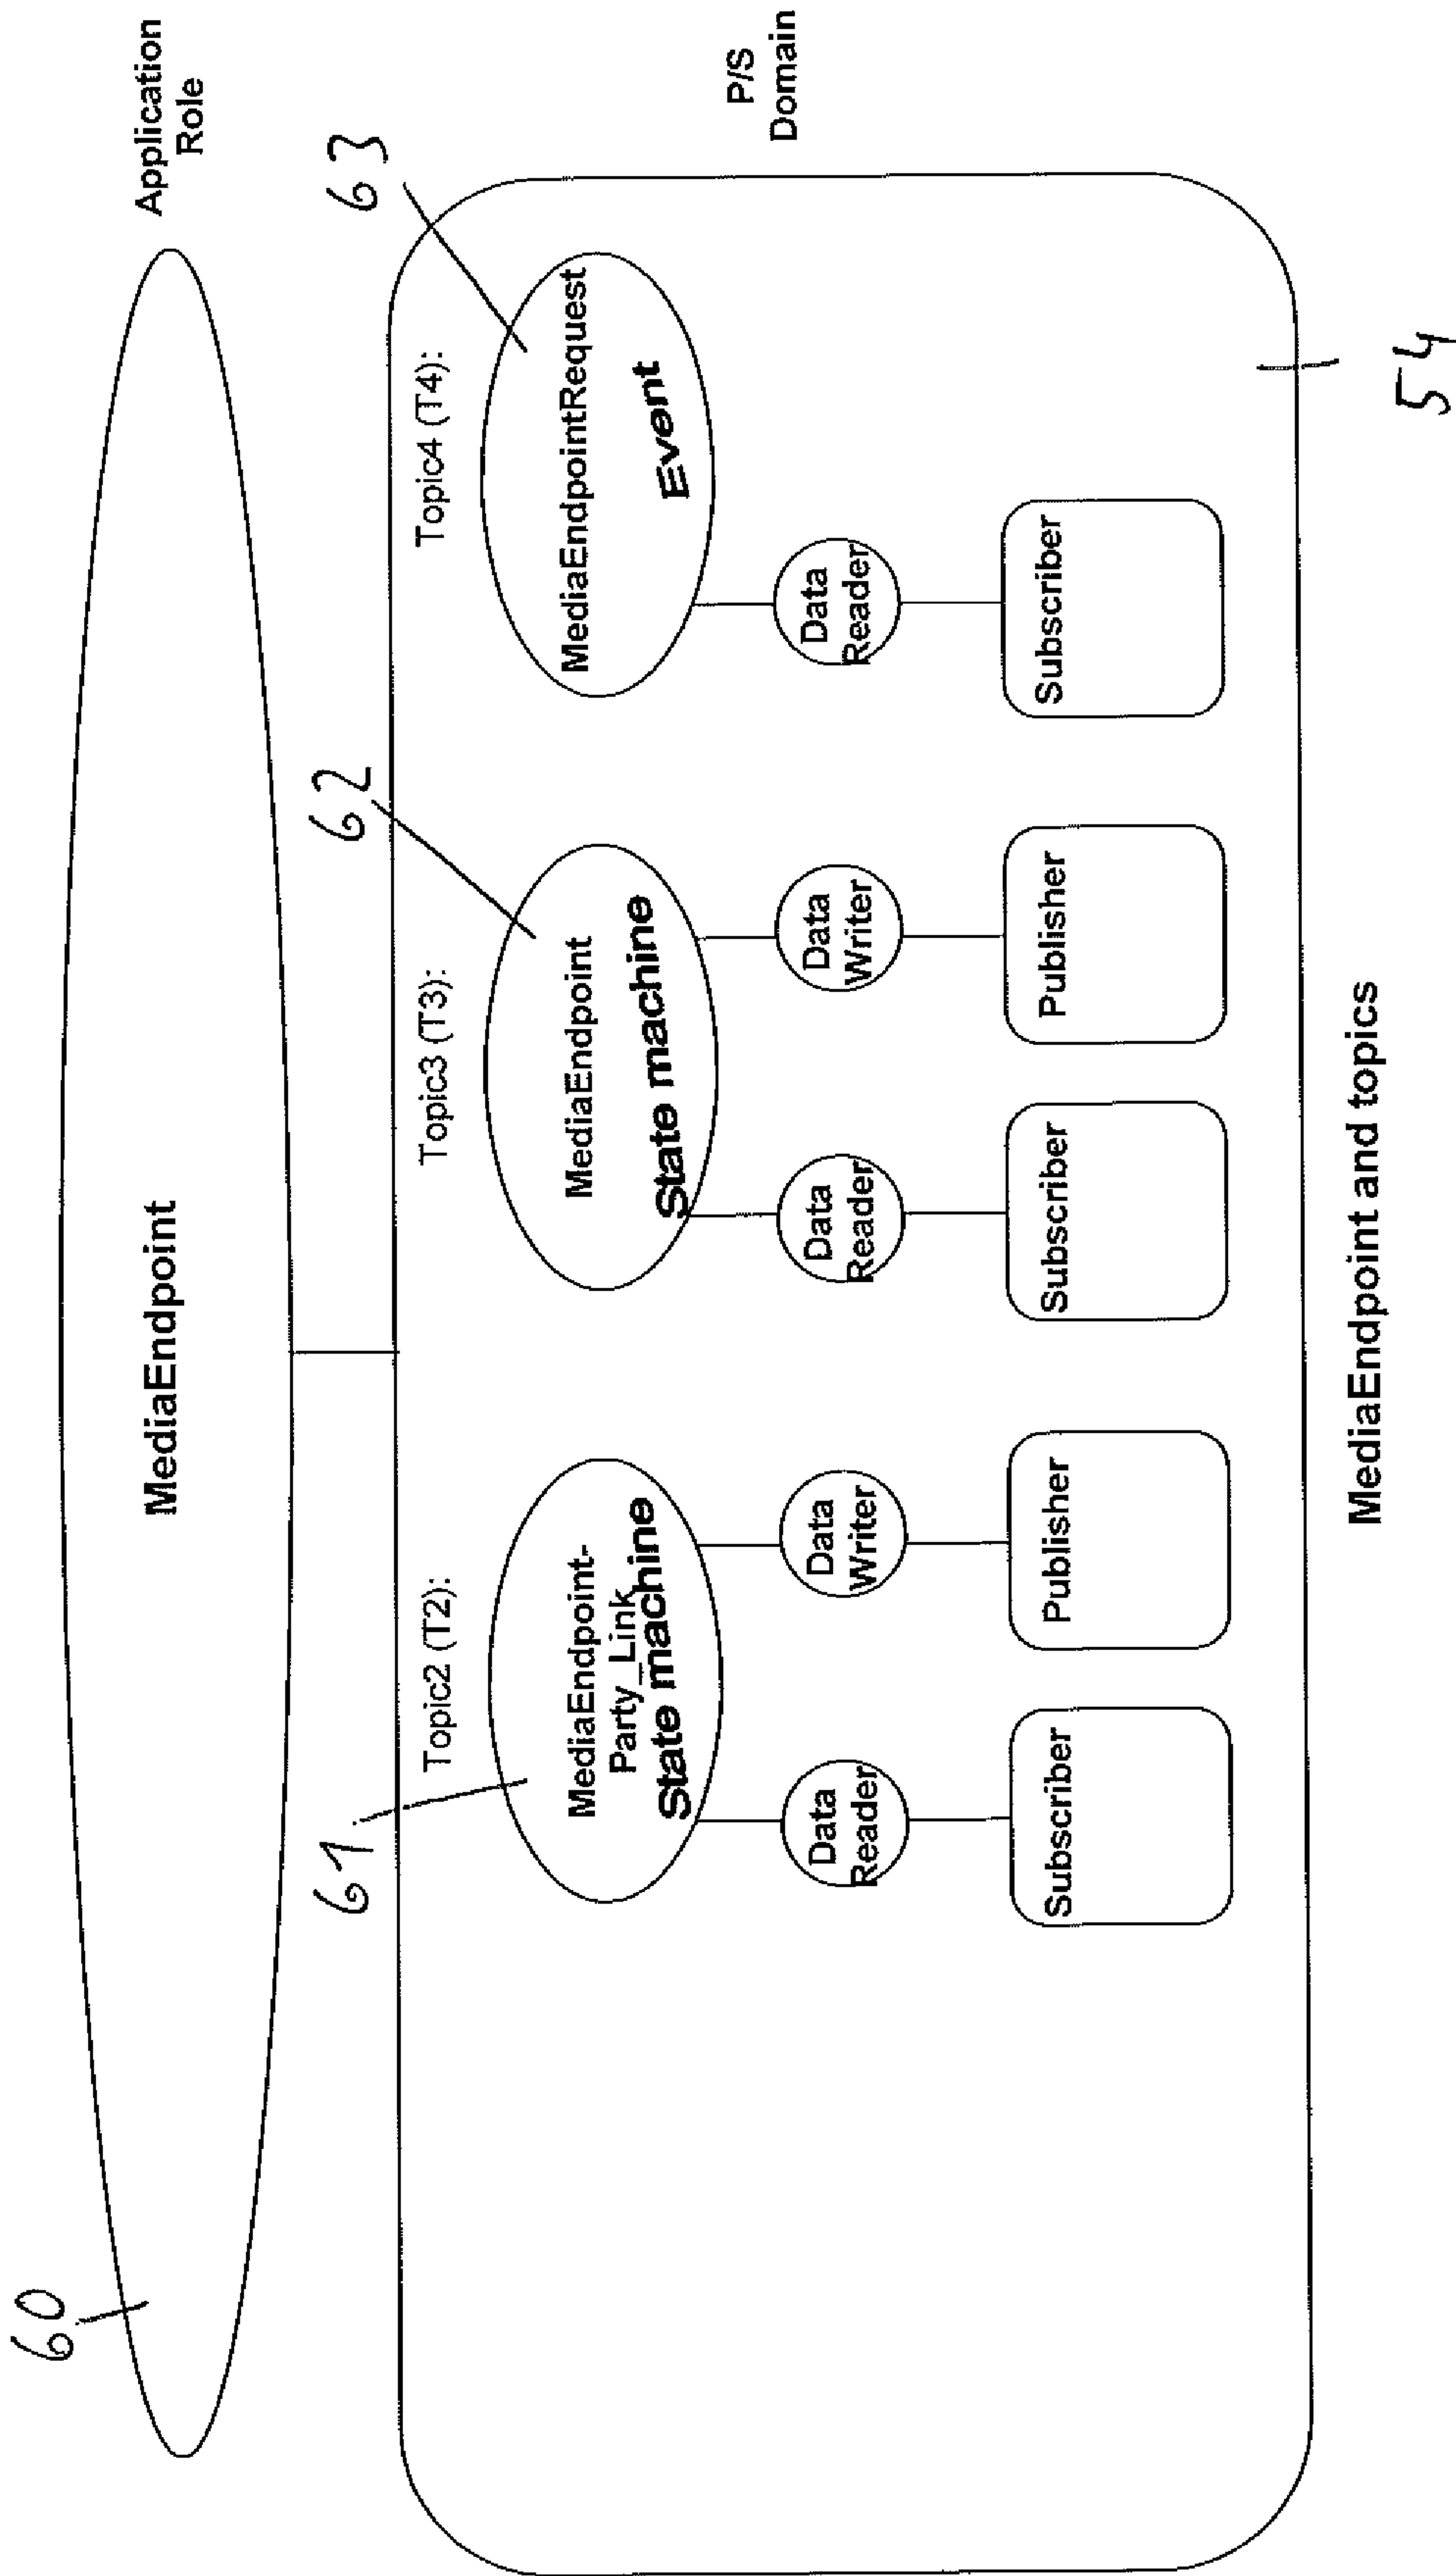 60
MediaEndpoint
Application
Role
61
62
63
Topic2 (T2):
Topic3 (T3):
Topic4 (T4):
MediaEndpoint-
Party_Link
State machine
MediaEndpoint
State machine
MediaEndpointRequest
Event
P/S
Domain
Data
Reader
Data
Writer
Data
Reader
Data
Writer
Data
Reader
Subscriber
Publisher
Subscriber
Publisher
Subscriber
MediaEndpoint and topics
54